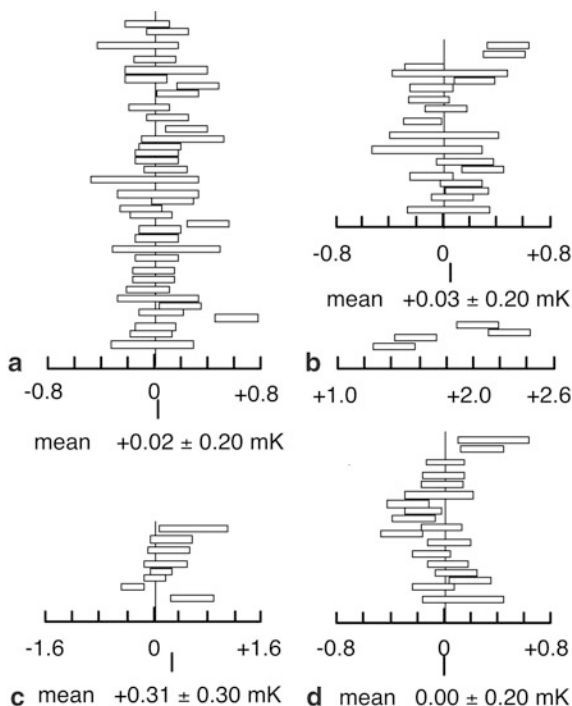 a
-0.8 0 +0.8
mean +0.02 ± 0.20 mK
-0.8 0 +0.8
mean +0.03 ± 0.20 mK
b
+1.0 +2.0 +2.6
-1.6 0 +1.6
c mean +0.31 ± 0.30 mK
-0.8 0 +0.8
d mean 0.00 ± 0.20 mK